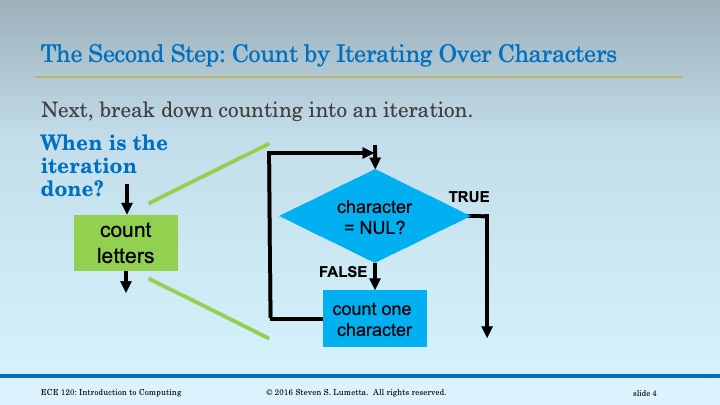 The Second Step: Count by Iterating Over Characters
Next, break down counting into an iteration.
When is the
iteration
done?
count
letters
character
= NUL?
TRUE
FALSE
count one
character
ECE 120: Introduction to Computing
© 2016 Steven S. Lumetta. All rights reserved.
slide 4